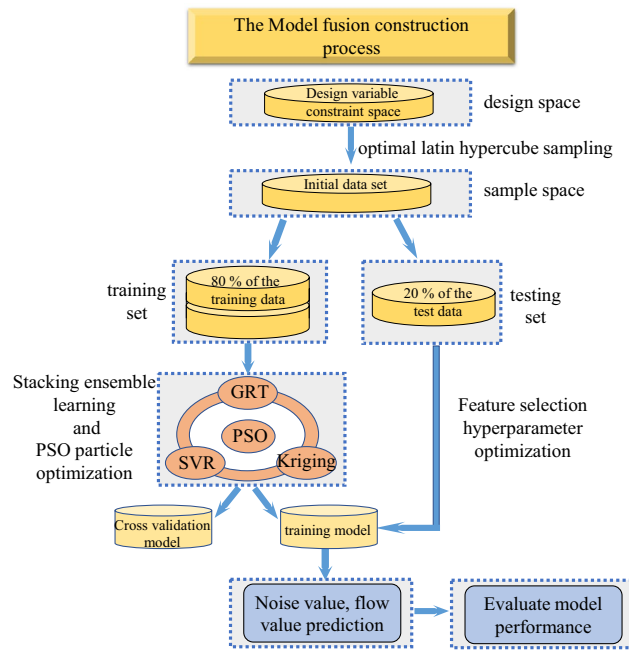 The Model fusion construction
process
Design variable
constraint space
design space
optimal latin hypercube sampling
Initial data set
sample space
training
set
80 % of the
training data
20 % of the
test data
testing
set
Stacking ensemble
learning
and
PSO particle
optimization
GRT
PSO
SVR
Kriging
Feature selection
hyperparameter
optimization
Cross validation
model
training model
Noise value, flow
value prediction
Evaluate model
performance